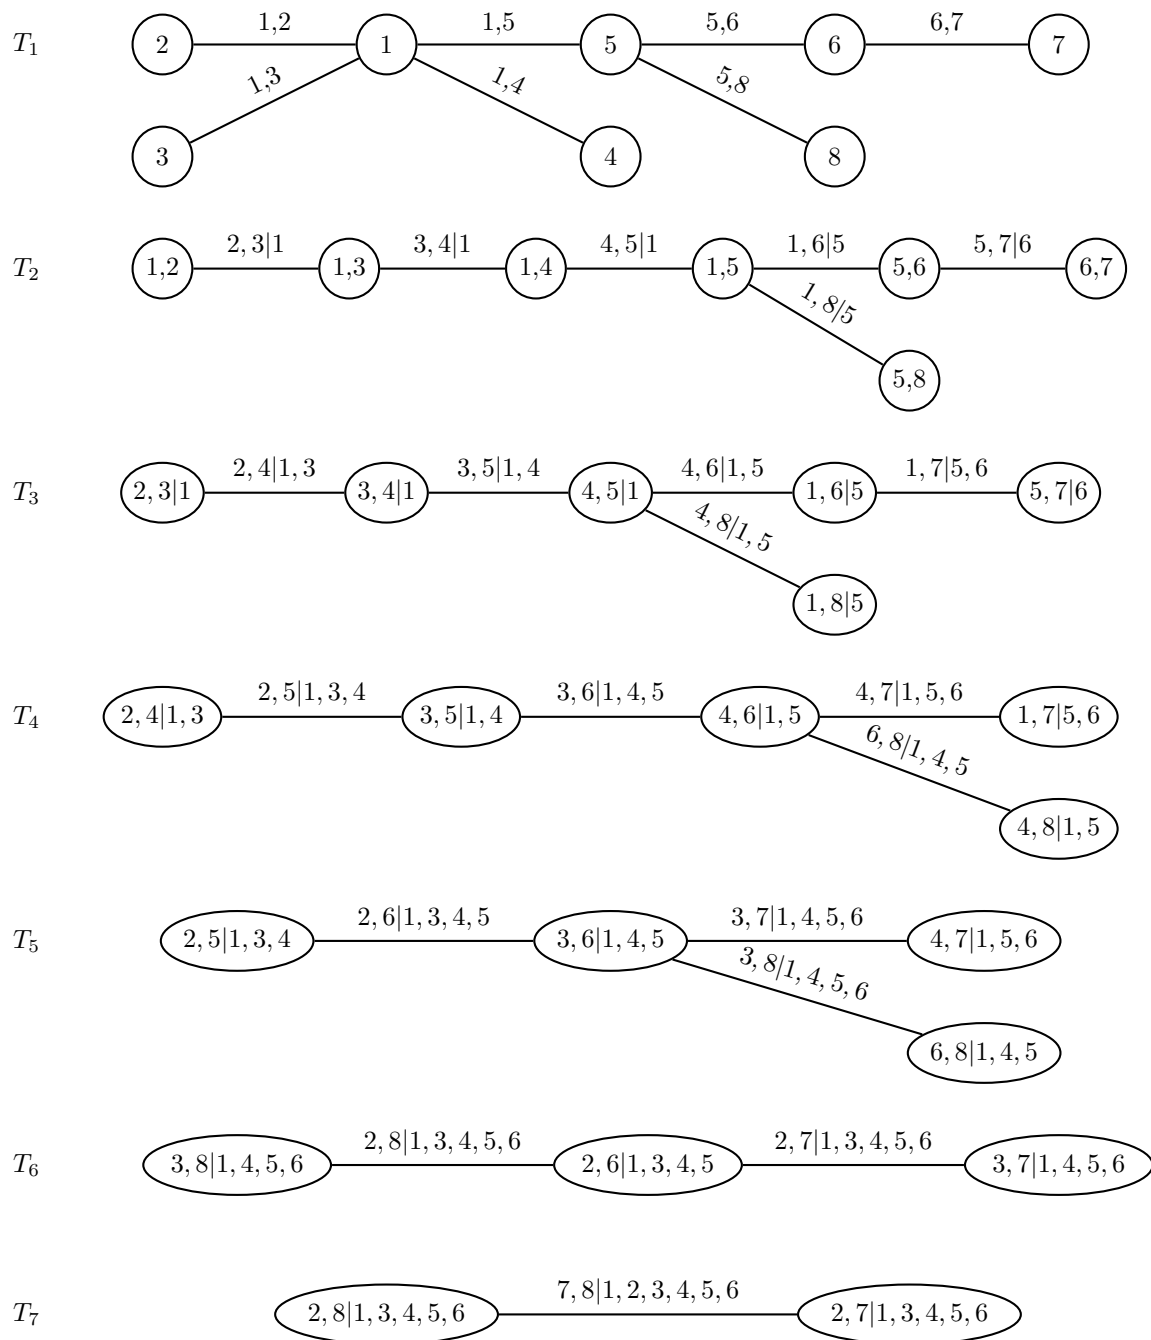 1,2 1,5 5,6 6,7
T1 2 1 5 6 7
1,3 1,4 5,8
3 4 8
2, 3|1 3, 4|1 4, 5|1 1, 6|5 5, 7|6
T2 1,2 1,3 1,4 1,5 5,6 6,7
1, 8|5
5,8
2, 4|1, 3 3, 5|1, 4 4, 6|1, 5 1, 7|5, 6
T3 2, 3|1 3, 4|1 4, 5|1 1, 6|5 5, 7|6
4, 8|1, 5
1, 8|5
2, 5|1, 3, 4 3, 6|1, 4, 5 4, 7|1, 5, 6
T4 2, 4|1, 3 3, 5|1, 4 4, 6|1, 5 1, 7|5, 6
6, 8|1, 4, 5
4, 8|1, 5
2, 6|1, 3, 4, 5 3, 7|1, 4, 5, 6
T5 2, 5|1, 3, 4 3, 6|1, 4, 5 4, 7|1, 5, 6
3, 8|1, 4, 5, 6
6, 8|1, 4, 5
2, 8|1, 3, 4, 5, 6 2, 7|1, 3, 4, 5, 6
T6 3, 8|1, 4, 5, 6 2, 6|1, 3, 4, 5 3, 7|1, 4, 5, 6
7, 8|1, 2, 3, 4, 5, 6
T7 2, 8|1, 3, 4, 5, 6 2, 7|1, 3, 4, 5, 6